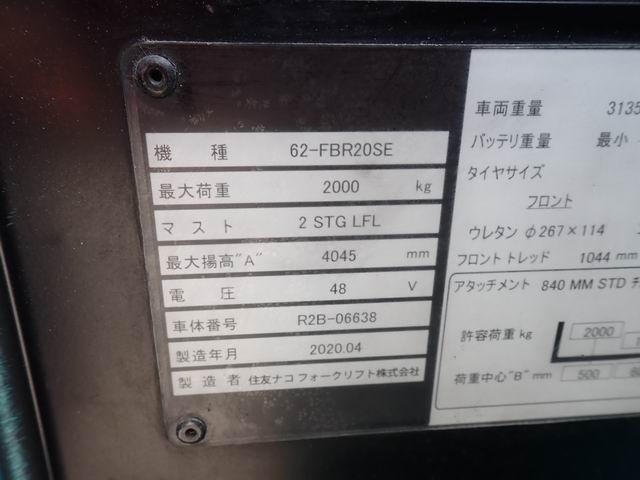 機 種 62-FBR20SE
最大荷重 2000 kg
マスト 2 STG LFL
最大揚高"A" 4045 mm
電 圧 48 V
車体番号 R2B-06638
製造年月 2020.04
製造者 住友ナコ フォークリフト株式会社
車両重量 3135
バッテリ重量 最小
タイヤサイズ
フロント
ウレタン φ267×114
フロントトレッド 1044 mm
アタッチメント 840 MM STD
許容荷重 kg 2000
荷重中心"B" mm 500